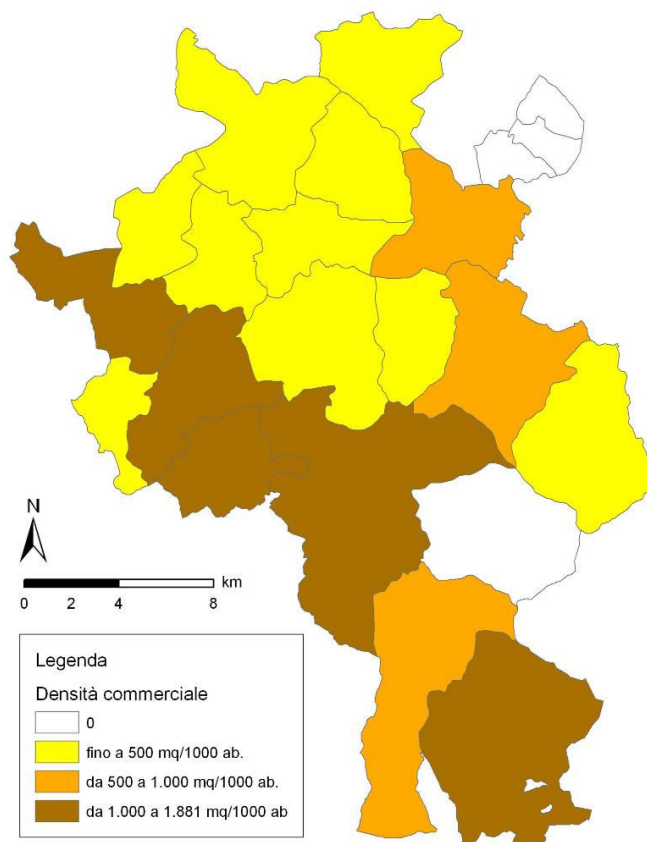 N
km
0 2 4 8
Legenda
Densità commerciale
0
fino a 500 mq/1000 ab.
da 500 a 1.000 mq/1000 ab.
da 1.000 a 1.881 mq/1000 ab